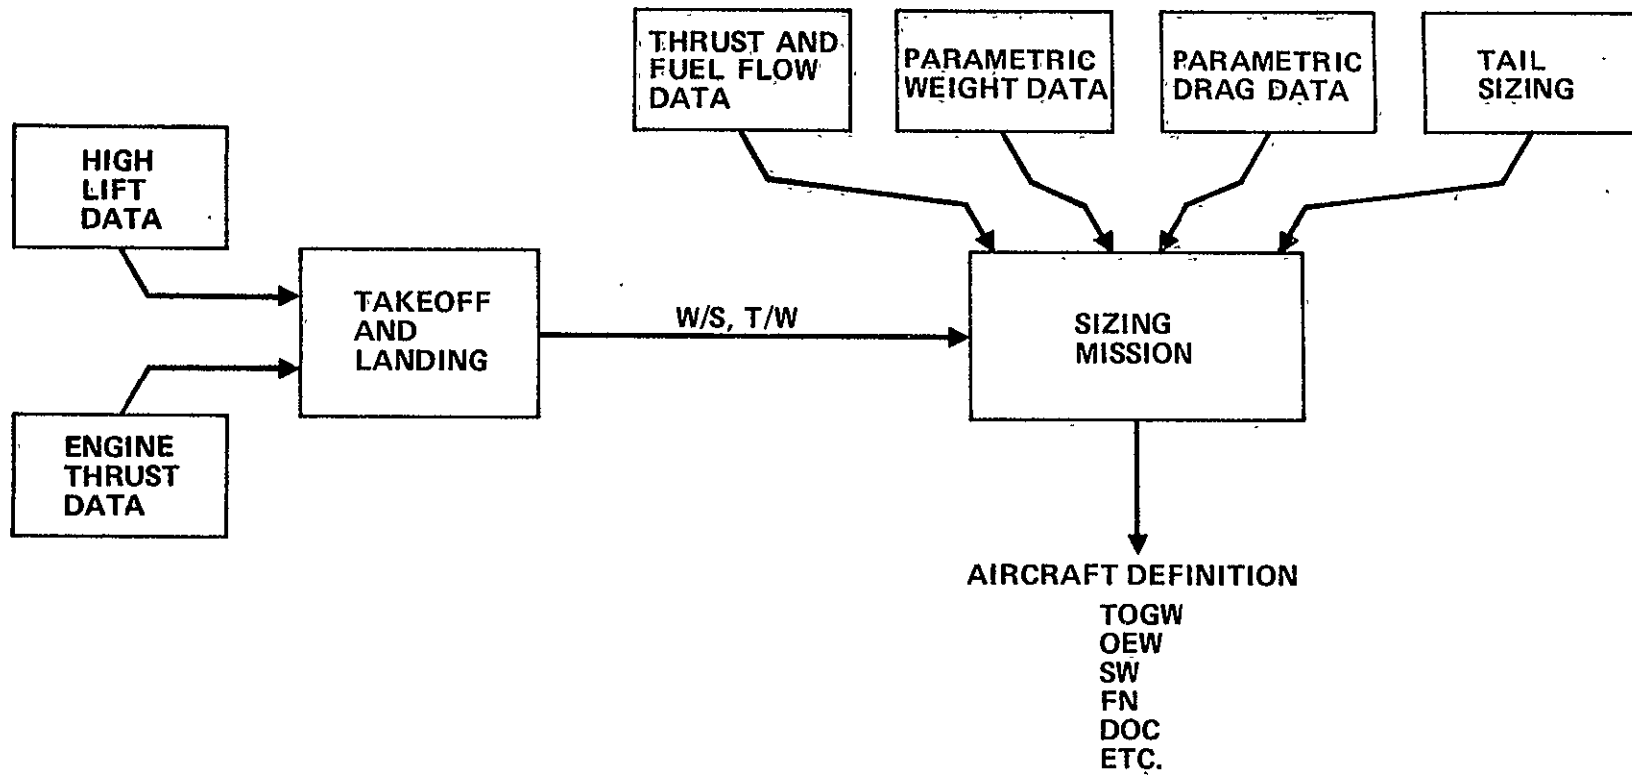 THRUST AND
FUEL FLOW
DATA
PARAMETRIC
WEIGHT DATA
PARAMETRIC
DRAG DATA
TAIL
SIZING
HIGH
LIFT
DATA
TAKEOFF
AND
LANDING
W/S, T/W
SIZING
MISSION
ENGINE
THRUST
DATA
AIRCRAFT DEFINITION
TOGW
OEW
SW
FN
DOC
ETC.